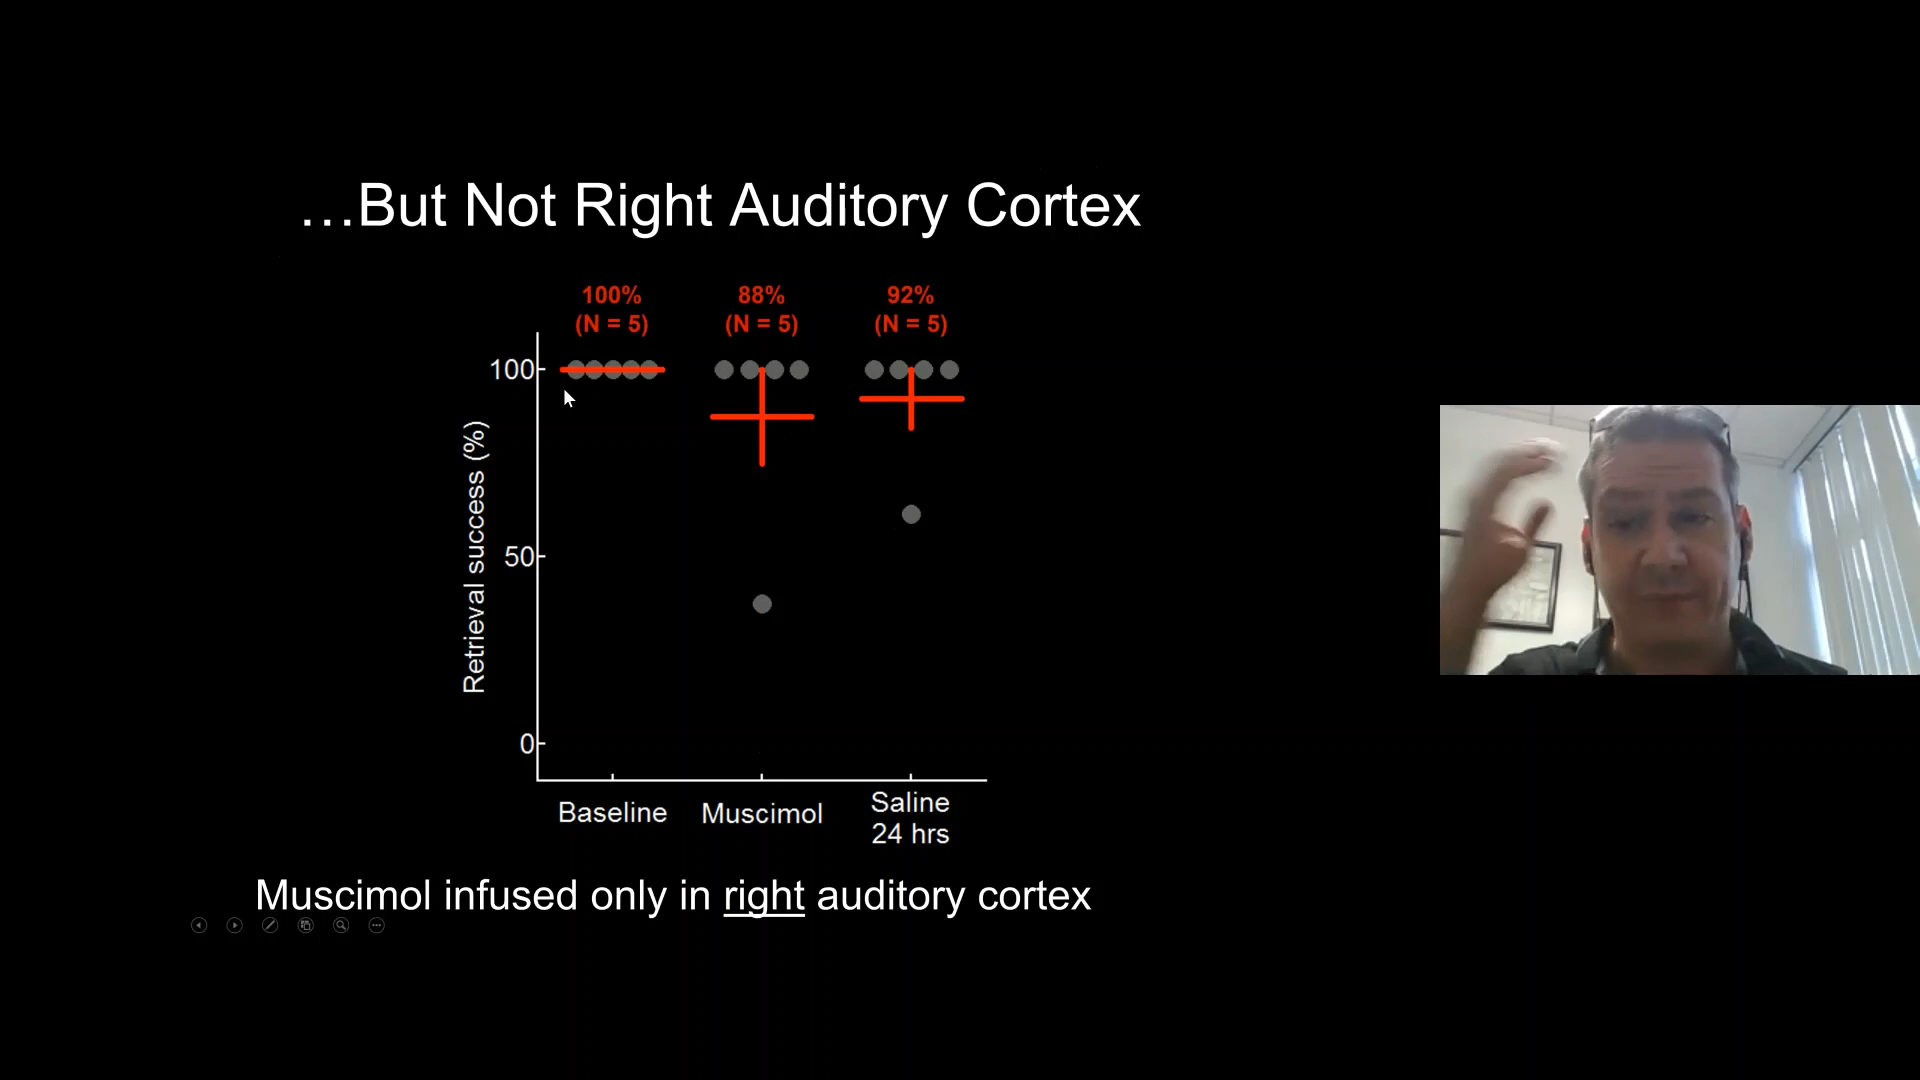 …But Not Right Auditory Cortex
100%
(N = 5)
88%
(N = 5)
92%
(N = 5)
Retrieval success (%)
100
50
0
Baseline
Muscimol
Saline
24 hrs
Muscimol infused only in right auditory cortex